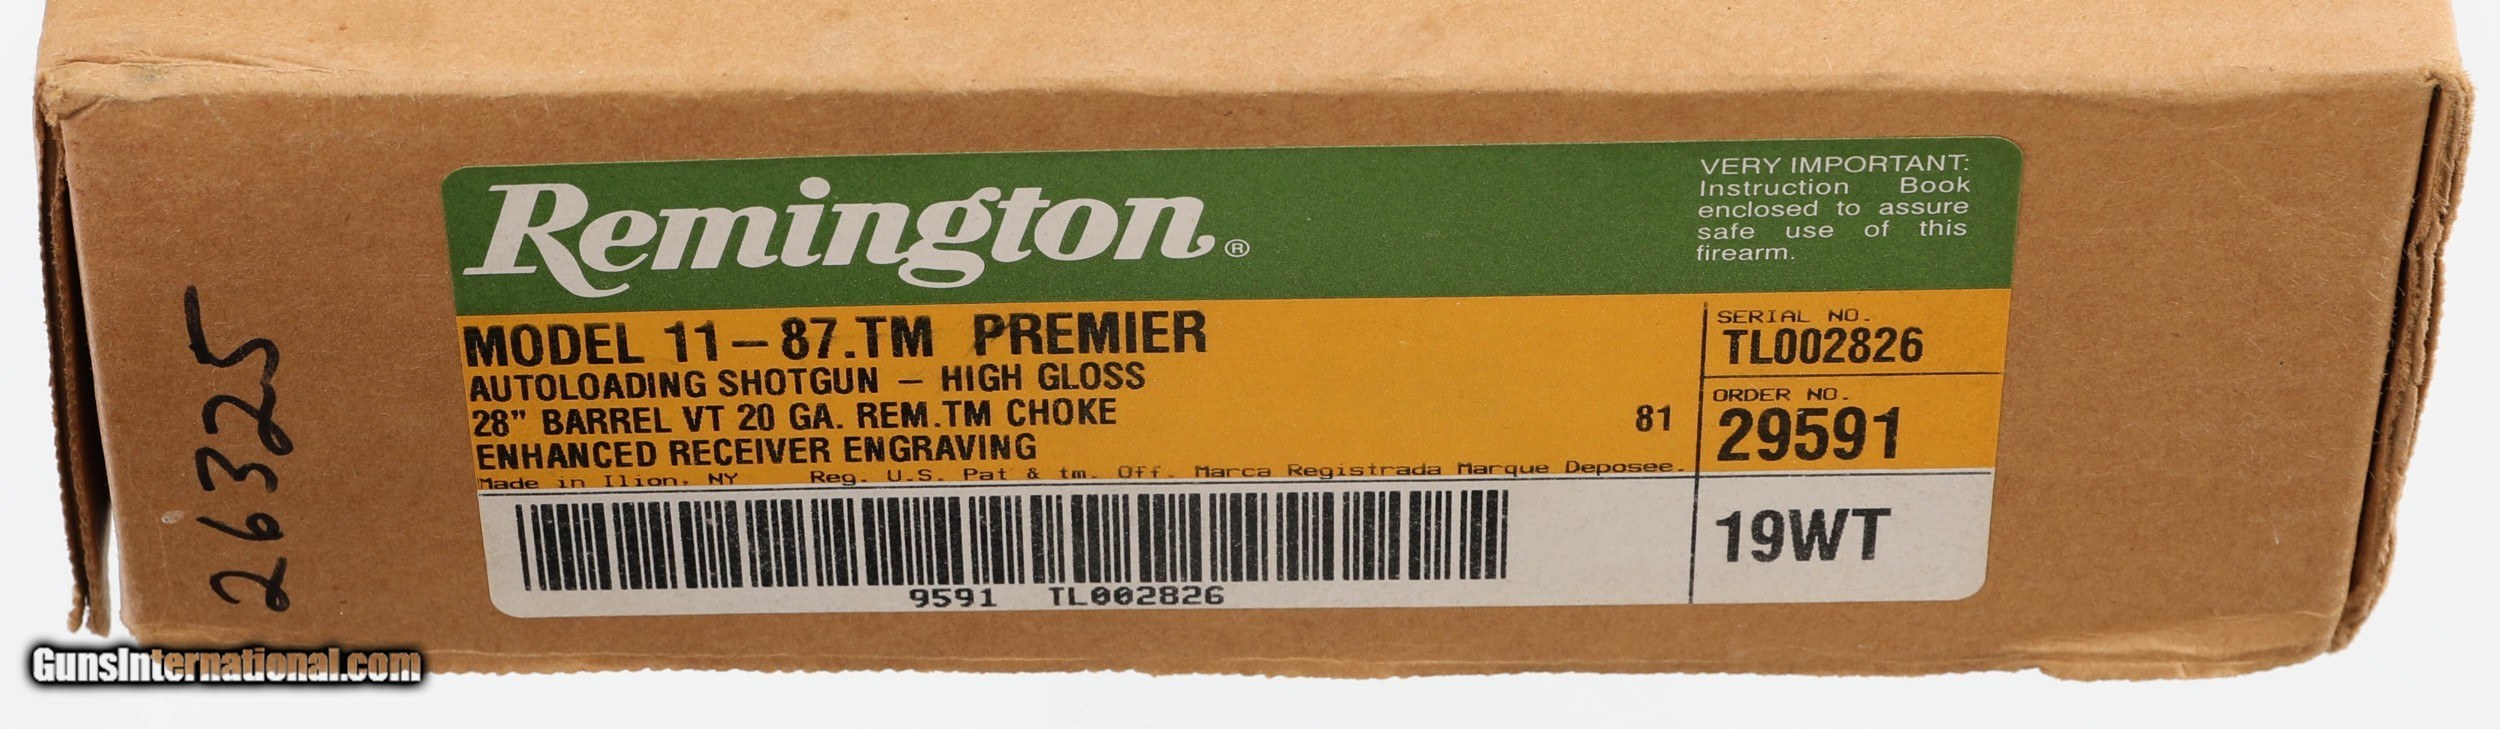 Remington®
VERY IMPORTANT:
Instruction Book
enclosed to assure
safe use of this
firearm.
MODEL 11-87.TM PREMIER
AUTOLOADING SHOTGUN - HIGH GLOSS
28" BARREL VT 20 GA. REM.TM CHOKE
81
ENHANCED RECEIVER ENGRAVING
Made in Ilion, NY Reg. U.S. Pat & tm. Off. Marca Registrada Marque Deposee.
SERIAL NO.
TL002826
ORDER NO.
29591
19WT
9591 TL002826
26325
GunsInternational.com